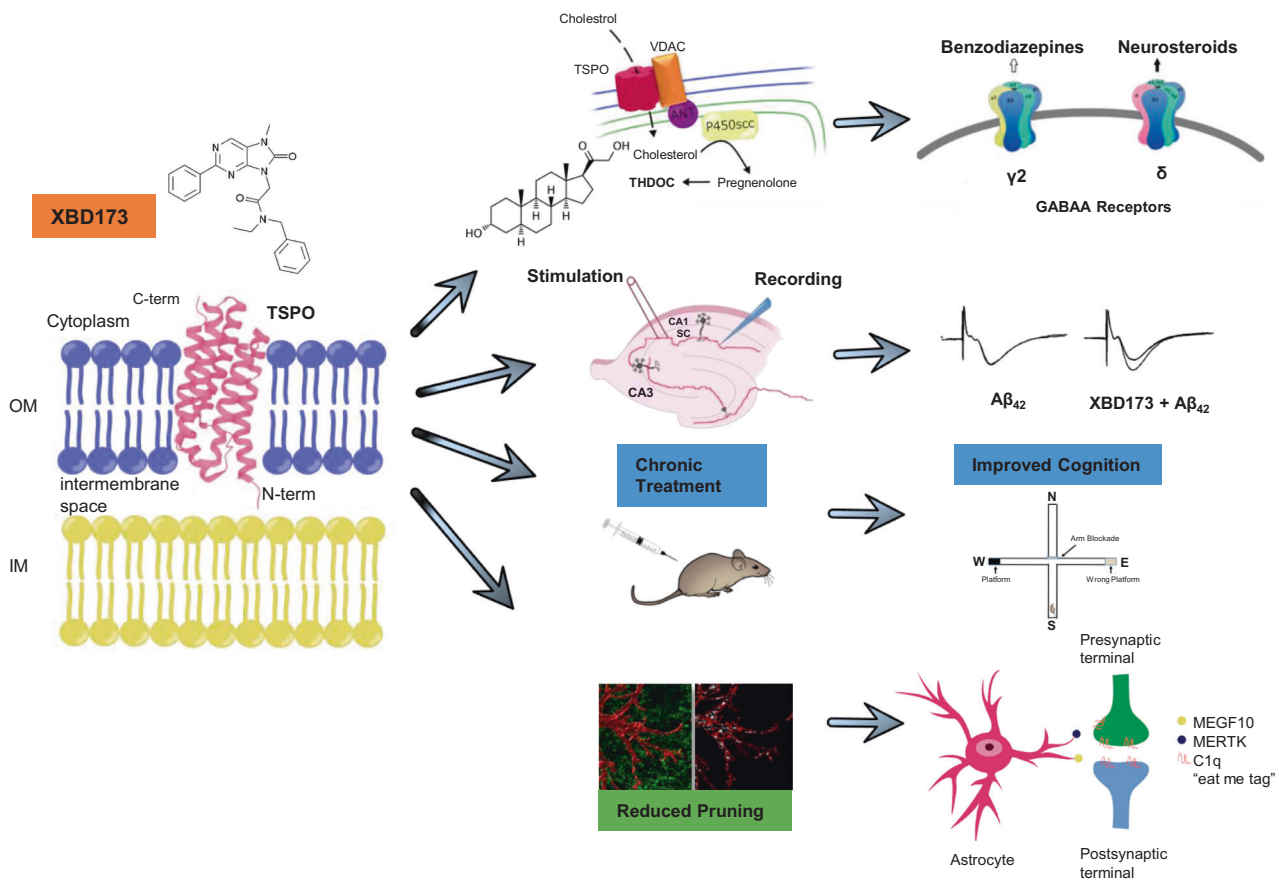 XBD173
N
N
N
N
O
O
N
C-term
Cytoplasm
TSPO
OM
intermembrane
space
N-term
IM
Cholestrol
VDAC
TSPO
ANT
P450scc
Cholesterol
THDOC
Pregnenolone
O
OH
H
H
H
H
HO
Benzodiazepines
Neurosteroids
γ2
δ
GABAA Receptors
Stimulation
Recording
CA1
SC
CA3
Aβ42
XBD173 + Aβ42
Chronic
Treatment
Improved Cognition
N
Arm Blockade
W
E
Platform
Wrong Platform
S
Reduced Pruning
Presynaptic
terminal
MEGF10
MERTK
C1q
"eat me tag"
Astrocyte
Postsynaptic
terminal